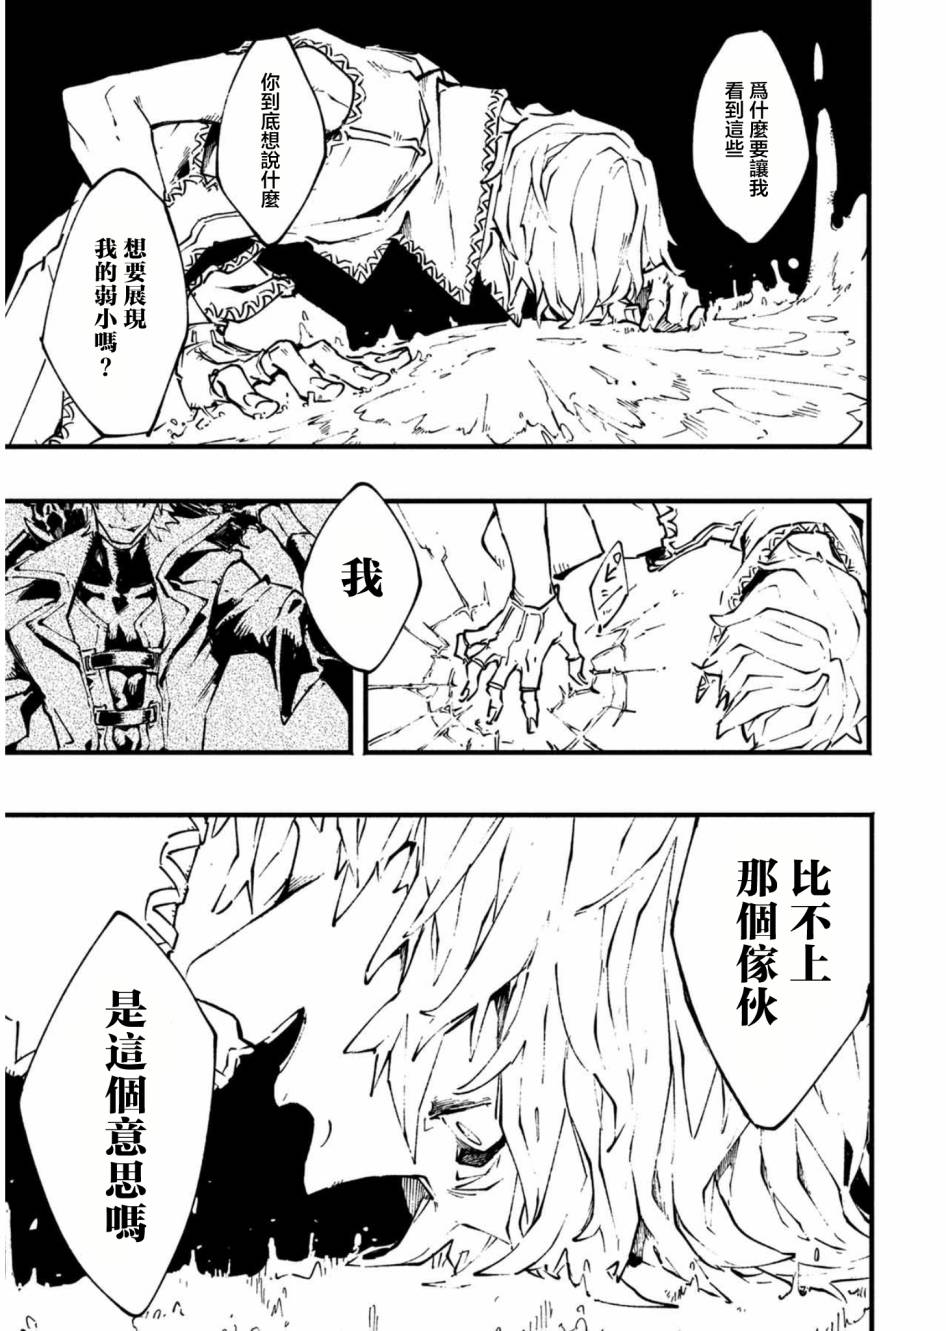 爲什麼要讓我
看到這些
你到底想說什麼
想要展現
我的弱小嗎？
我
比不上
那個傢伙
是這個意思嗎